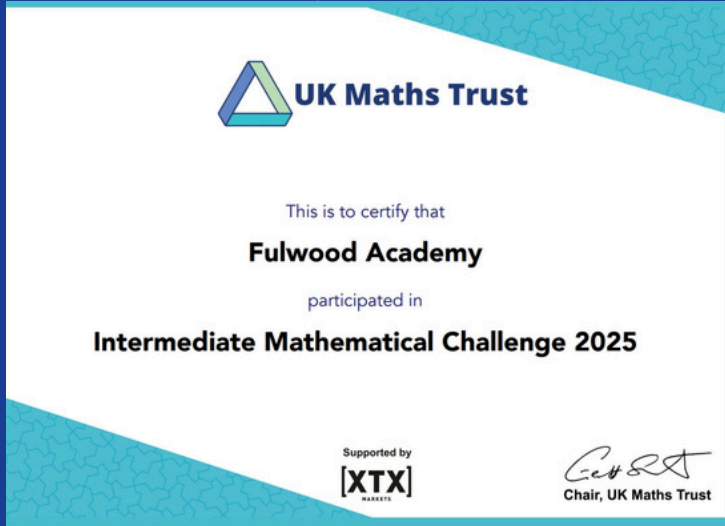 UK Maths Trust
This is to certify that
Fulwood Academy
participated in
Intermediate Mathematical Challenge 2025
Supported by
[XTX]
MARKETS
Chair, UK Maths Trust